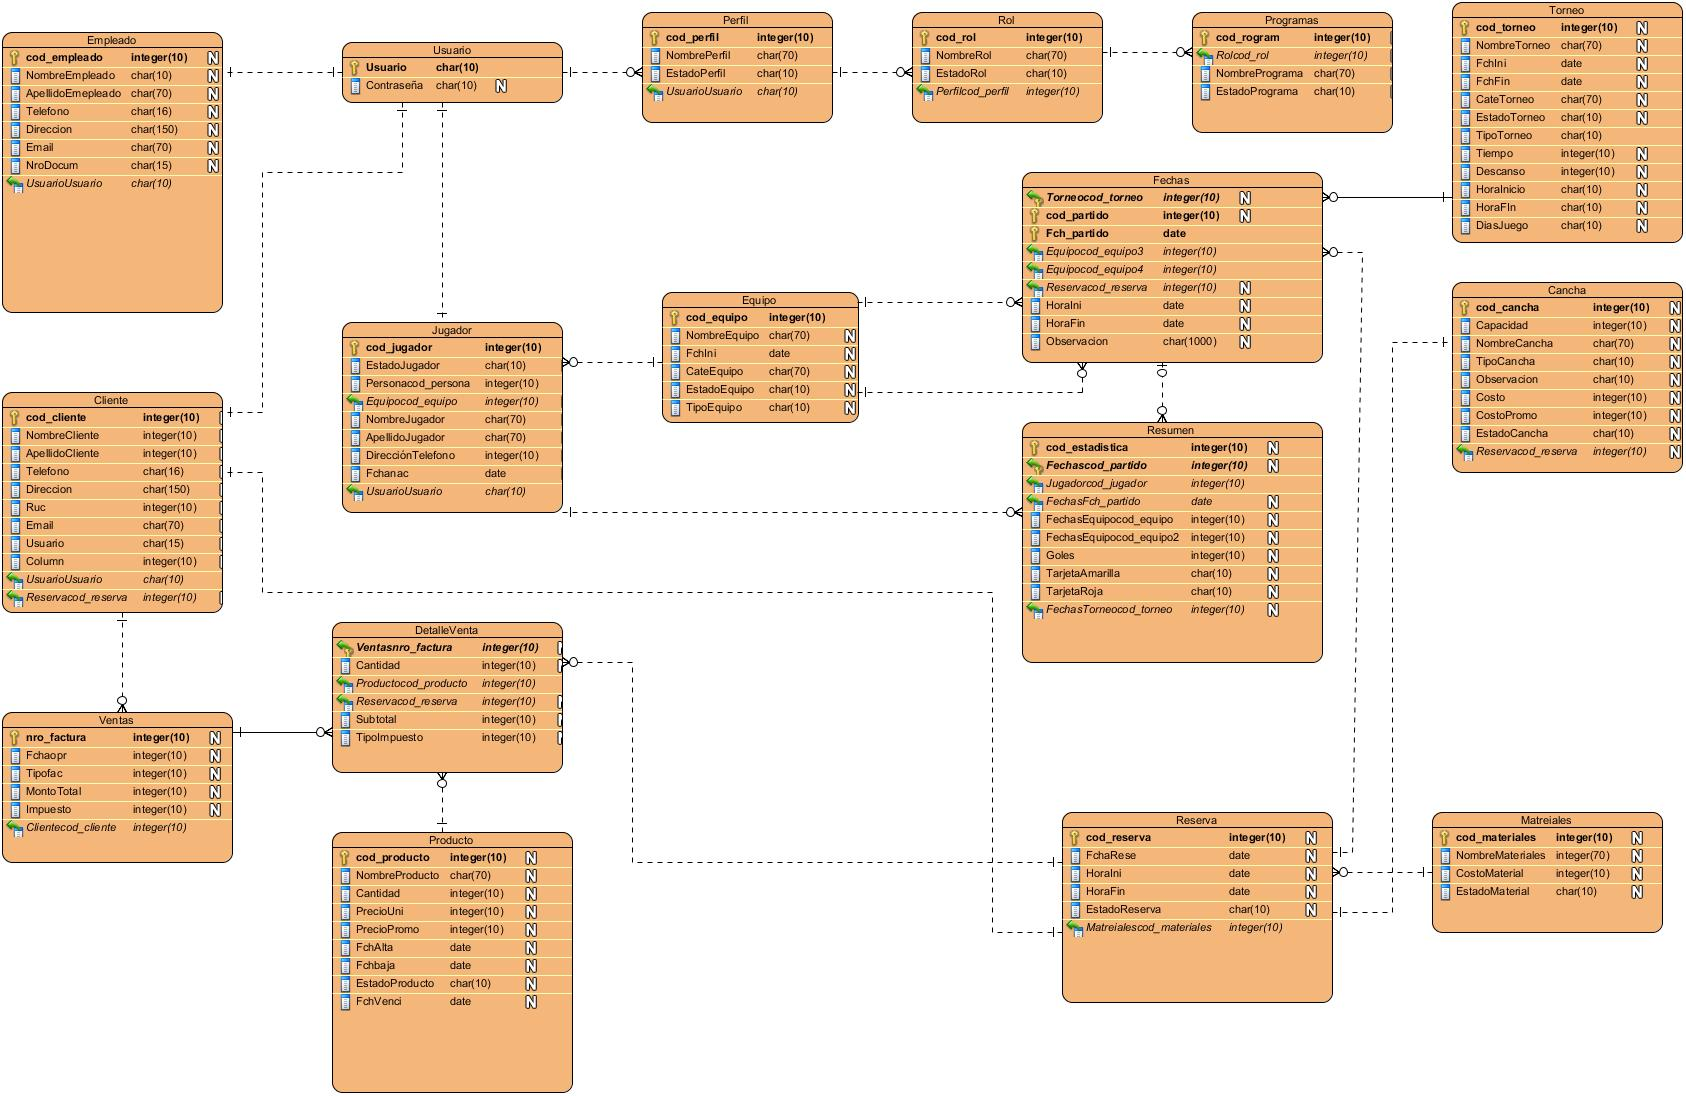 Empleado
cod_empleado integer(10) N
NombreEmpleado char(10) N
ApellidoEmepleado char(70) N
Telefono char(16) N
Direccion char(150) N
Email char(70) N
NroDocum char(15) N
UsuarioUsuario char(10)
Usuario
Usuario char(10)
Contraseña char(10) N
Perfil
cod_perfil integer(10)
NombrePerfil char(70)
EstadoPerfil char(10)
UsuarioUsuario char(10)
Rol
cod_rol integer(10)
NombreRol char(70)
EstadoRol char(10)
Perfilcod_perfil integer(10)
Programas
cod_rogram integer(10)
Rolcod_rol integer(10)
NombrePrograma char(70)
EstadoPrograma char(10)
Torneo
cod_torneo integer(10) N
NombreTorneo char(70) N
FchIni date N
FchFin date N
CateTorneo char(70) N
EstadoTorneo char(10) N
TipoTorneo char(10)
Tiempo integer(10) N
Descanso integer(10) N
HoraInicio char(10) N
HoraFIn char(10) N
DiasJuego char(10) N
Fechas
Torneocod_torneo integer(10) N
cod_partido integer(10) N
Fch_partido date
Equipocod_equipo3 integer(10)
Equipocod_equipo4 integer(10)
Reservacod_reserva integer(10) N
HoraIni date N
HoraFin date N
Observacion char(1000) N
Cancha
cod_cancha integer(10) N
Capacidad integer(10) N
NombreCancha char(70) N
TipoCancha char(10) N
Observacion char(10) N
Costo integer(10) N
CostoPromo integer(10) N
EstadoCancha char(10) N
Reservacod_reserva integer(10) N
Equipo
cod_equipo integer(10)
NombreEquipo char(70) N
FchIni date N
CateEquipo char(70) N
EstadoEquipo char(10) N
TipoEquipo char(10) N
Jugador
cod_jugador integer(10)
EstadoJugador char(10)
Personacod_persona integer(10)
Equipocod_equipo integer(10)
NombreJugador char(70)
ApellidoJugador char(70)
DirecciónTelefono integer(10)
Fchanac date
UsuarioUsuario char(10)
Cliente
cod_cliente integer(10)
NombreCliente integer(10)
ApellidoCliente integer(10)
Telefono char(16)
Direccion char(150)
Ruc integer(10)
Email char(70)
Usuario char(15)
Column integer(10)
UsuarioUsuario char(10)
Reservacod_reserva integer(10)
Resumen
cod_estadistica integer(10) N
Fechascod_partido integer(10) N
Jugadorcod_jugador integer(10)
FechasFch_partido date N
FechasEquipocod_equipo integer(10) N
FechasEquipocod_equipo2 integer(10) N
Goles integer(10) N
TarjetaAmarilla char(10) N
TarjetaRoja char(10) N
FechasTorneocod_torneo integer(10) N
DetalleVenta
Ventasnro_factura integer(10)
Cantidad integer(10)
Productocod_producto integer(10)
Reservacod_reserva integer(10)
Subtotal integer(10)
TipoImpuesto integer(10)
Ventas
nro_factura integer(10) N
Fchaopr integer(10) N
Tipofac integer(10) N
MontoTotal integer(10) N
Impuesto integer(10) N
Clientecod_cliente integer(10)
Producto
cod_producto integer(10) N
NombreProducto char(70) N
Cantidad integer(10) N
PrecioUni integer(10) N
PrecioPromo integer(10) N
FchAlta date N
Fchbaja date N
EstadoProducto char(10) N
FchVenci date N
Reserva
cod_reserva integer(10) N
FchaRese date N
HoraIni date N
HoraFin date N
EstadoReserva char(10) N
Matreialescod_materiales integer(10)
Matreiales
cod_materiales integer(10) N
NombreMateriales integer(70) N
CostoMaterial integer(10) N
EstadoMaterial char(10) N